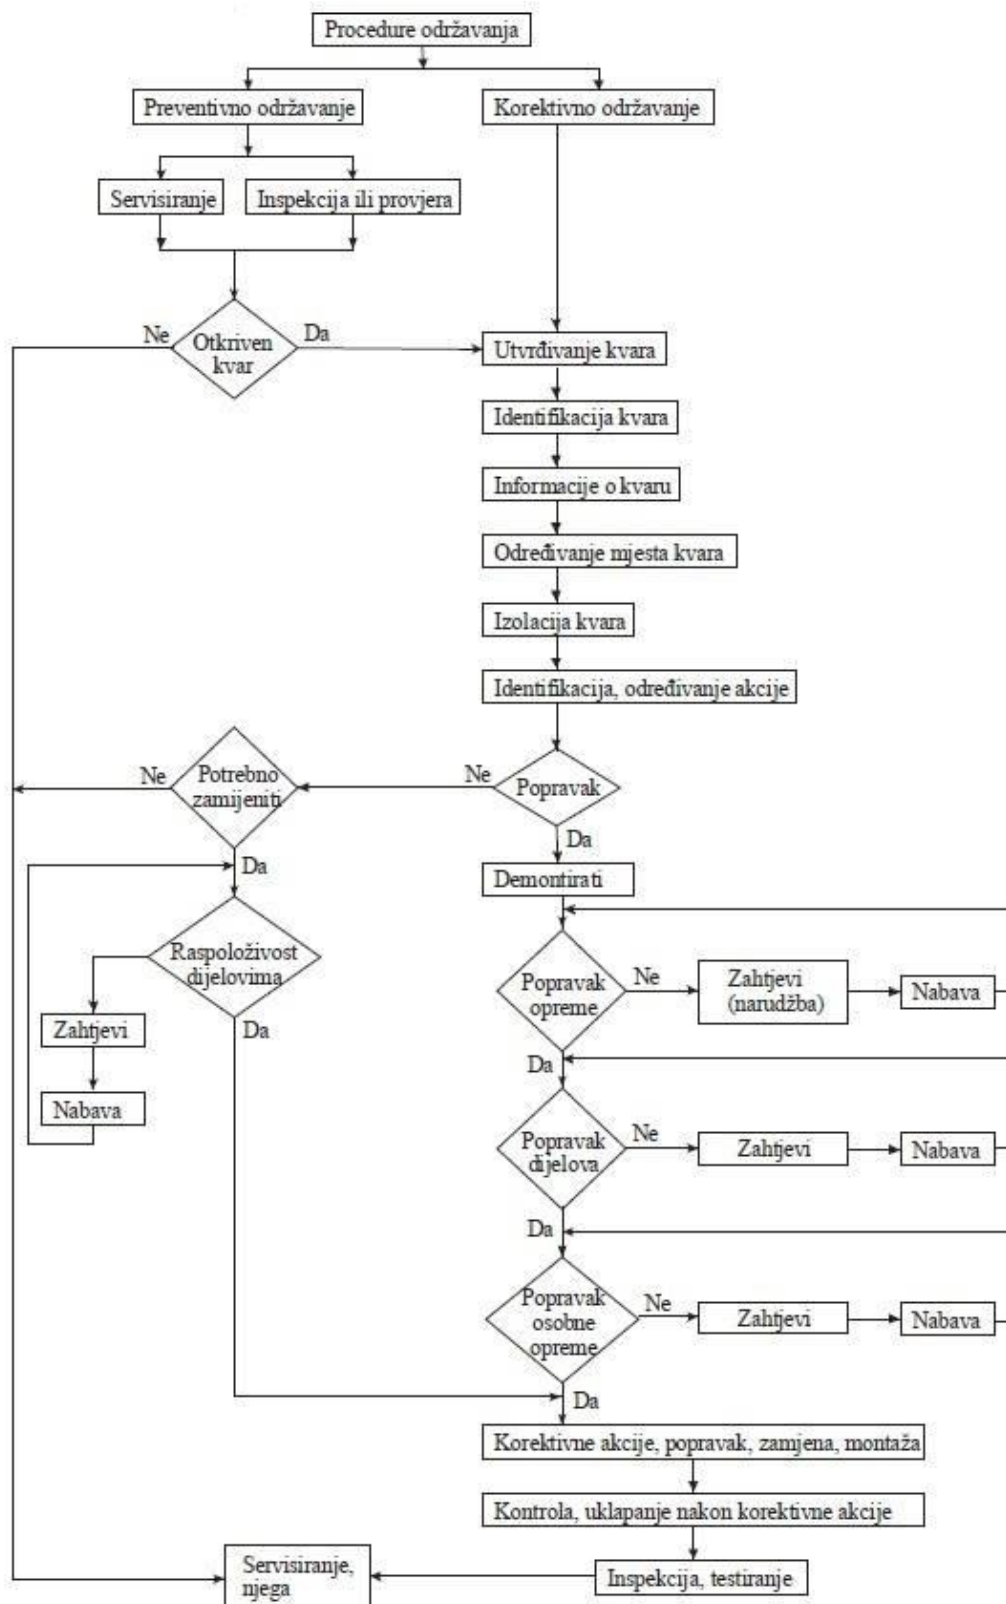 Procedure održavanja
Preventivno održavanje
Korektivno održavanje
Servisiranje
Inspekcija ili provjera
Ne
Otkriven
kvar
Da
Utvrđivanje kvara
Identifikacija kvara
Informacije o kvaru
Određivanje mjesta kvara
Izolacija kvara
Identifikacija, određivanje akcije
Ne
Potrebno
zamijeniti
Ne
Popravak
Da
Da
Demontirati
Raspoloživost
dijelovima
Popravak
opreme
Ne
Zahtjevi
(narudžba)
Nabava
Zahtjevi
Da
Da
Nabava
Popravak
dijelova
Ne
Zahtjevi
Nabava
Da
Popravak
osobne
opreme
Ne
Zahtjevi
Nabava
Da
Korektivne akcije, popravak, zamjena, montaža
Kontrola, uklapanje nakon korektivne akcije
Servisiranje,
njega
Inspekcija, testiranje